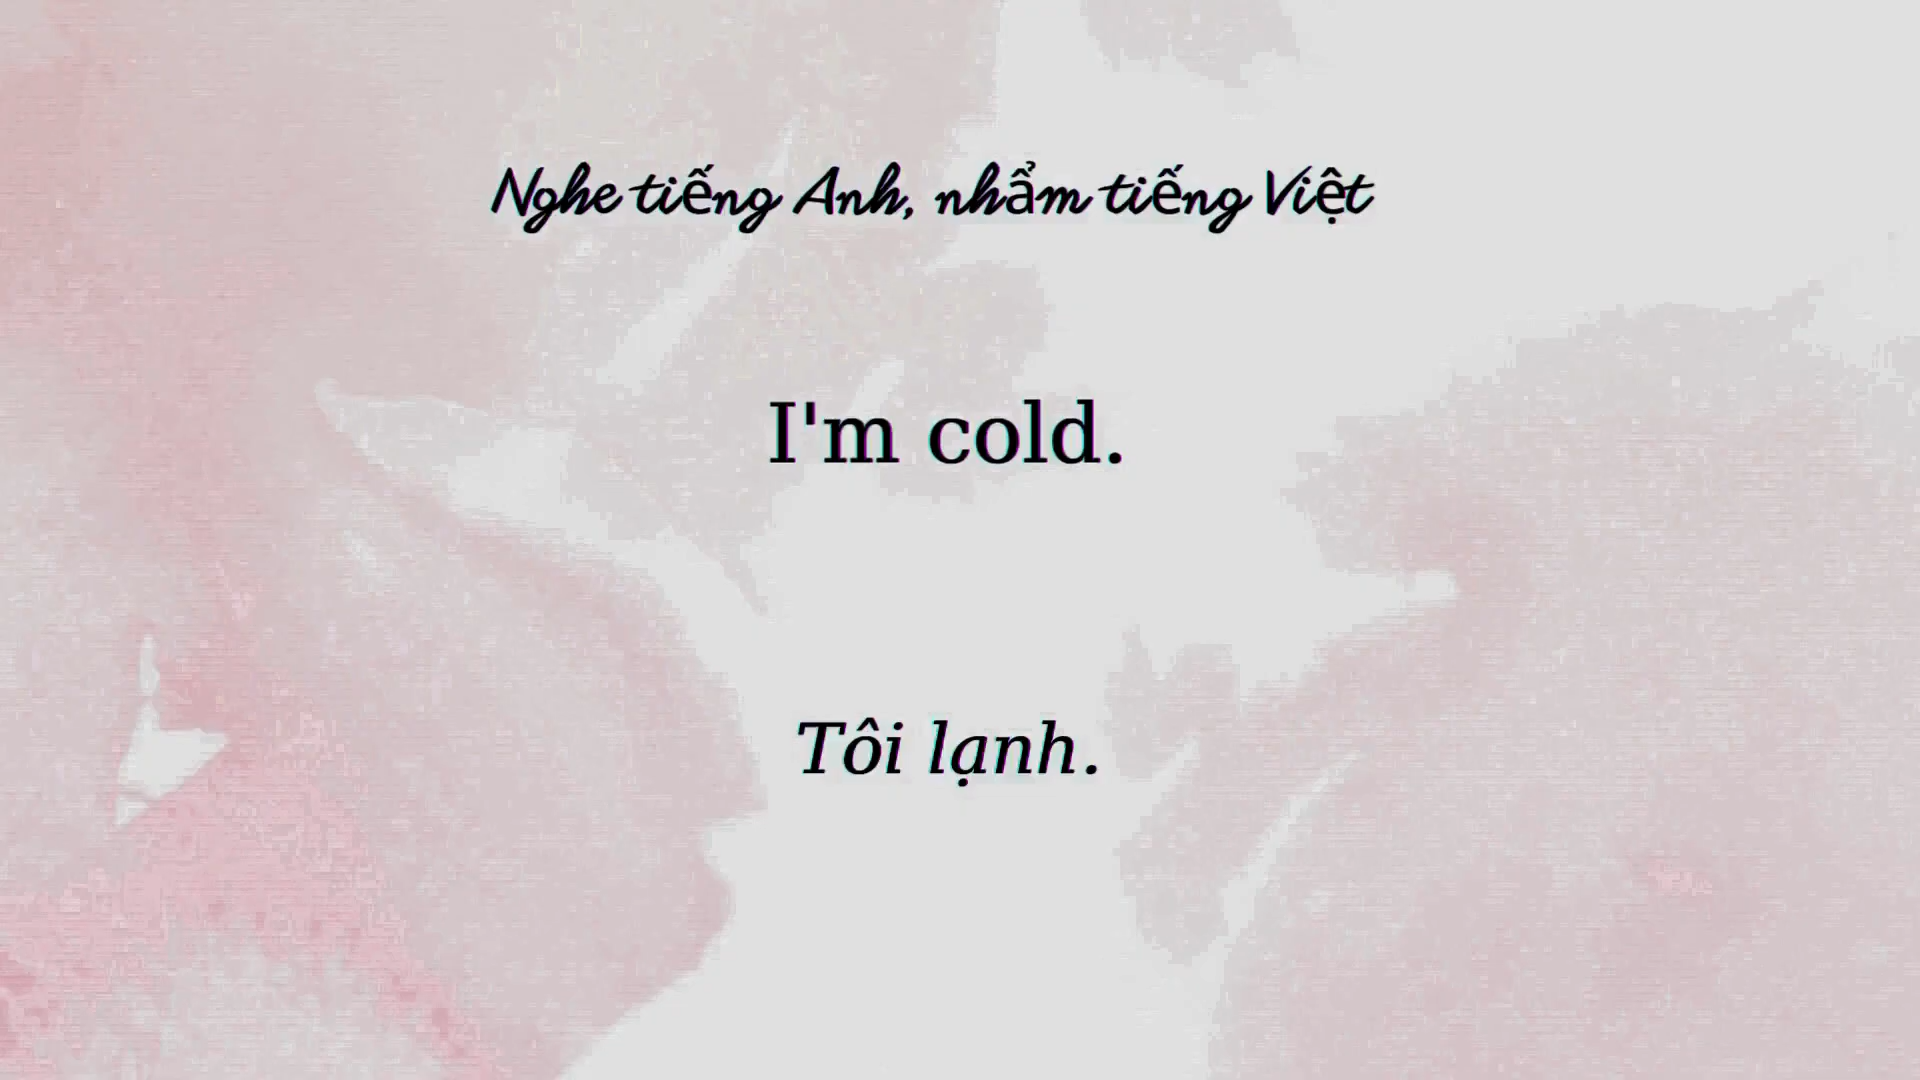 Nghe tiếng Anh, nhẩm tiếng Việt
I'm cold.
Tôi lạnh.